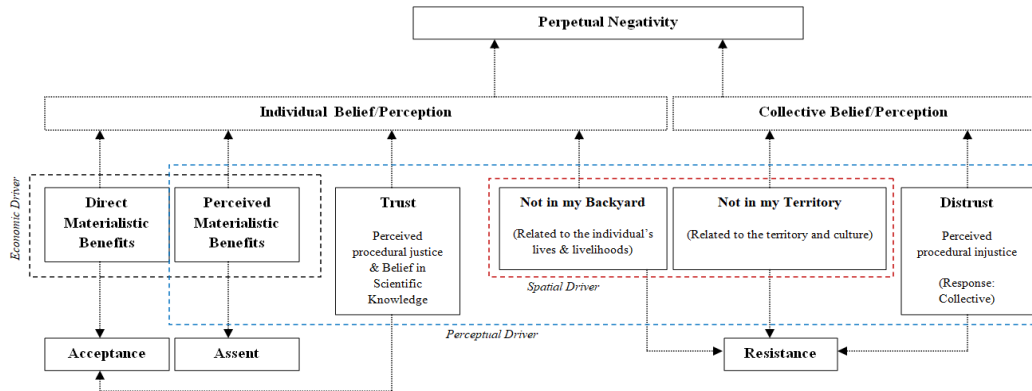 Perpetual Negativity
Individual Belief/Perception
Collective Belief/Perception
Economic Driver
Direct
Materialistic
Benefits
Perceived
Materialistic
Benefits
Trust
Perceived
procedural justice
& Belief in
Scientific
Knowledge
Not in my Backyard
(Related to the individual's
lives & livelihoods)
Not in my Territory
(Related to the territory and culture)
Distrust
Perceived
procedural injustice
(Response:
Collective)
Spatial Driver
Perceptual Driver
Acceptance
Assent
Resistance